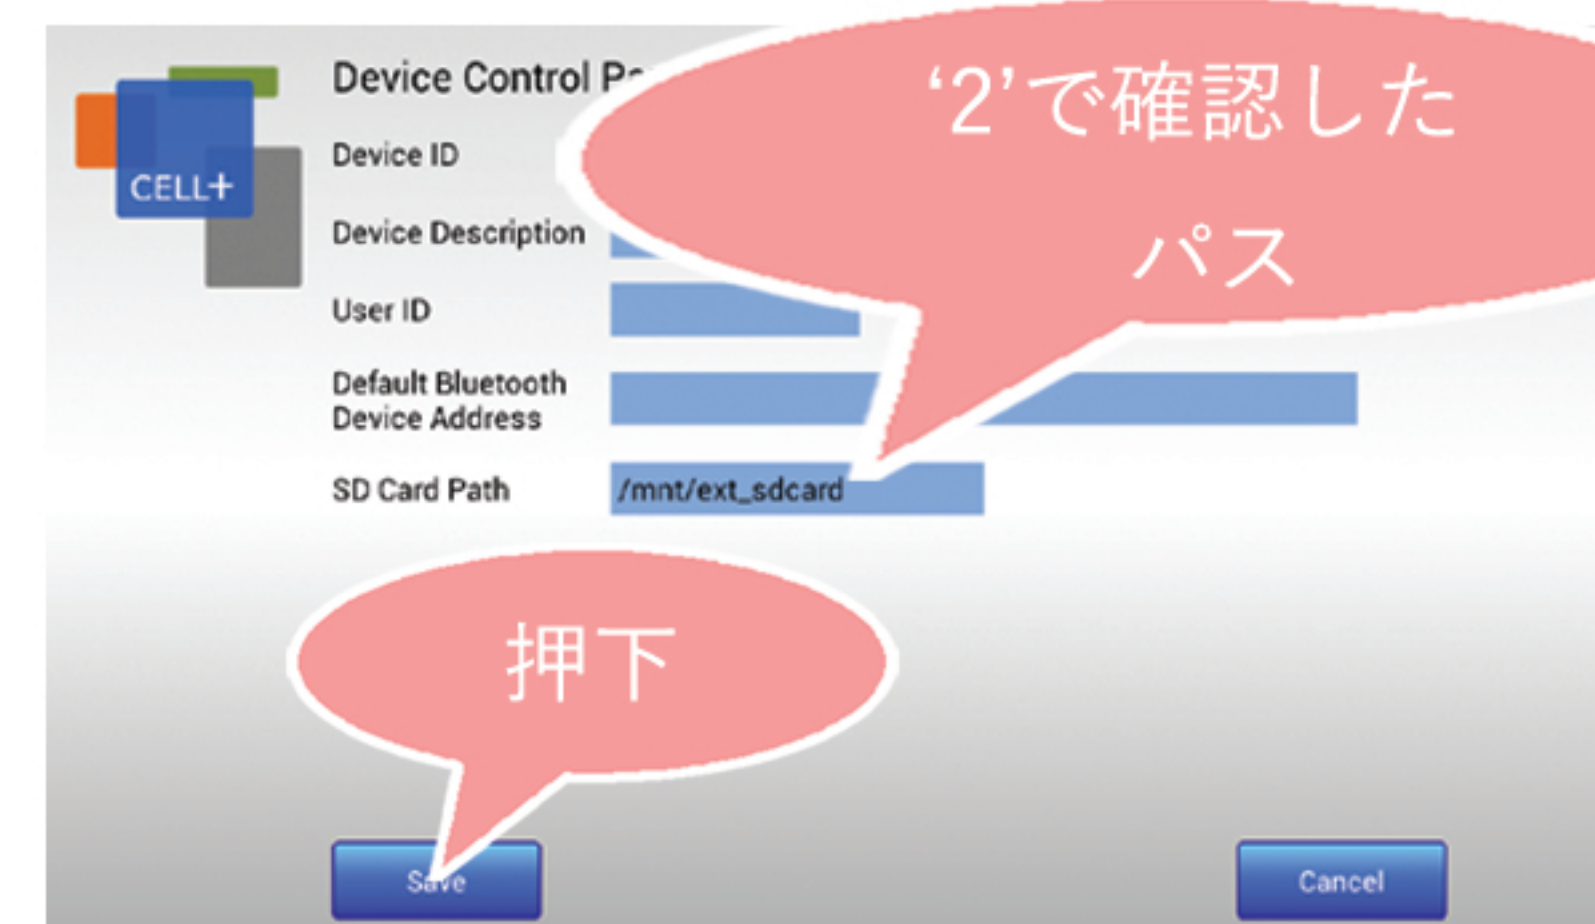 Device Control
‘2’で確認した
パス
Device ID
CELL+
Device Description
User ID
Default Bluetooth
Device Address
SD Card Path
/mnt/ext_sdcard
押下
Save
Cancel